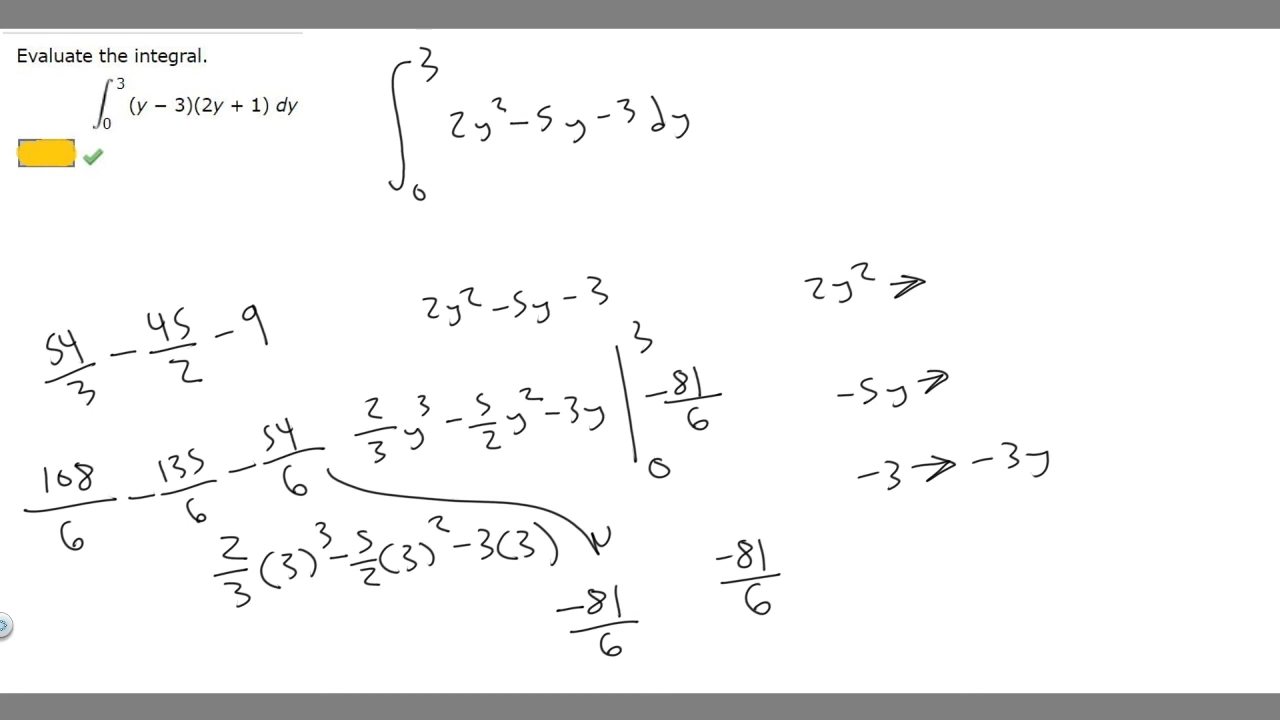 Evaluate the integral.
∫₀³ (y − 3)(2y + 1) dy
∫₀³ 2y² − 5y − 3 dy
2y² − 5y − 3
2y² →
54/3 − 45/2 − 9
2/3 y³ − 5/2 y² − 3y |₀³ −81/6
−5y →
108/6 − 135/6 − 54/6
−3 → −3y
2/3 (3)³ − 5/2 (3)² − 3(3)
−81/6
−81/6